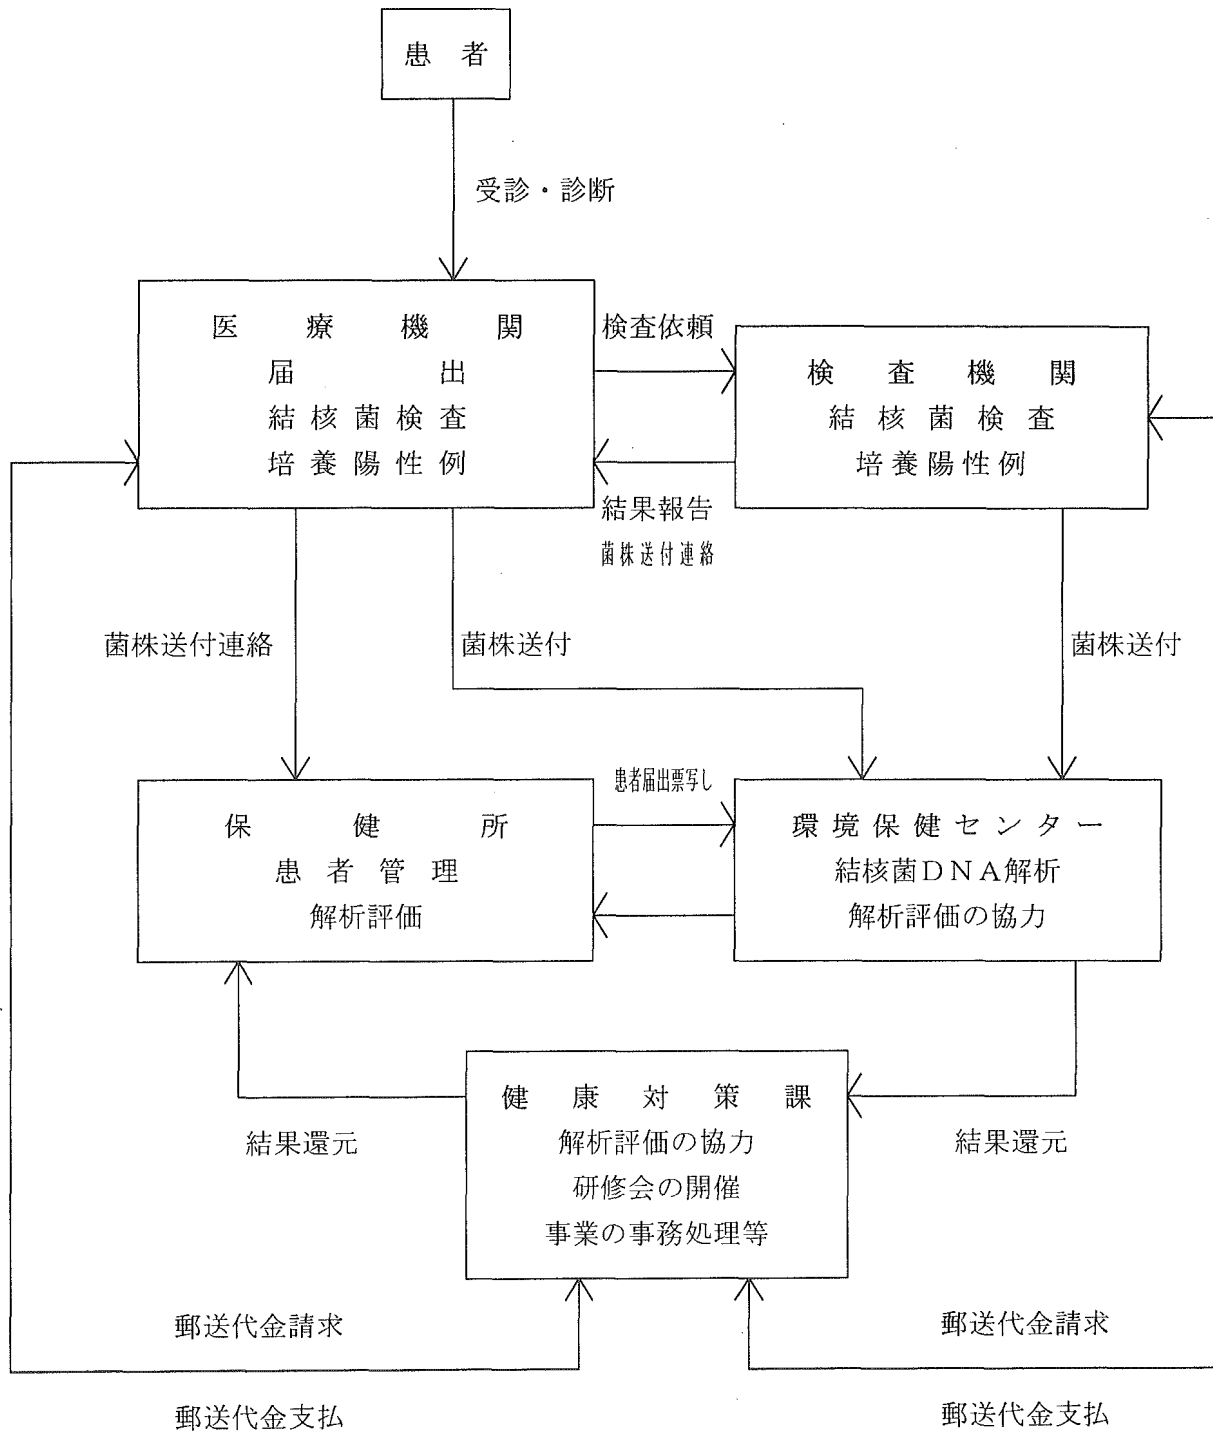 患者
受診・診断
医療機関
届出
結核菌検査
培養陽性例
検査依頼
検査機関
結核菌検査
培養陽性例
結果報告
菌株送付連絡
菌株送付連絡
菌株送付
菌株送付
保健所
患者管理
解析評価
患者届出票写し
環境保健センター
結核菌DNA解析
解析評価の協力
健康対策課
解析評価の協力
研修会の開催
事業の事務処理等
結果還元
結果還元
郵送代金請求
郵送代金支払
郵送代金請求
郵送代金支払